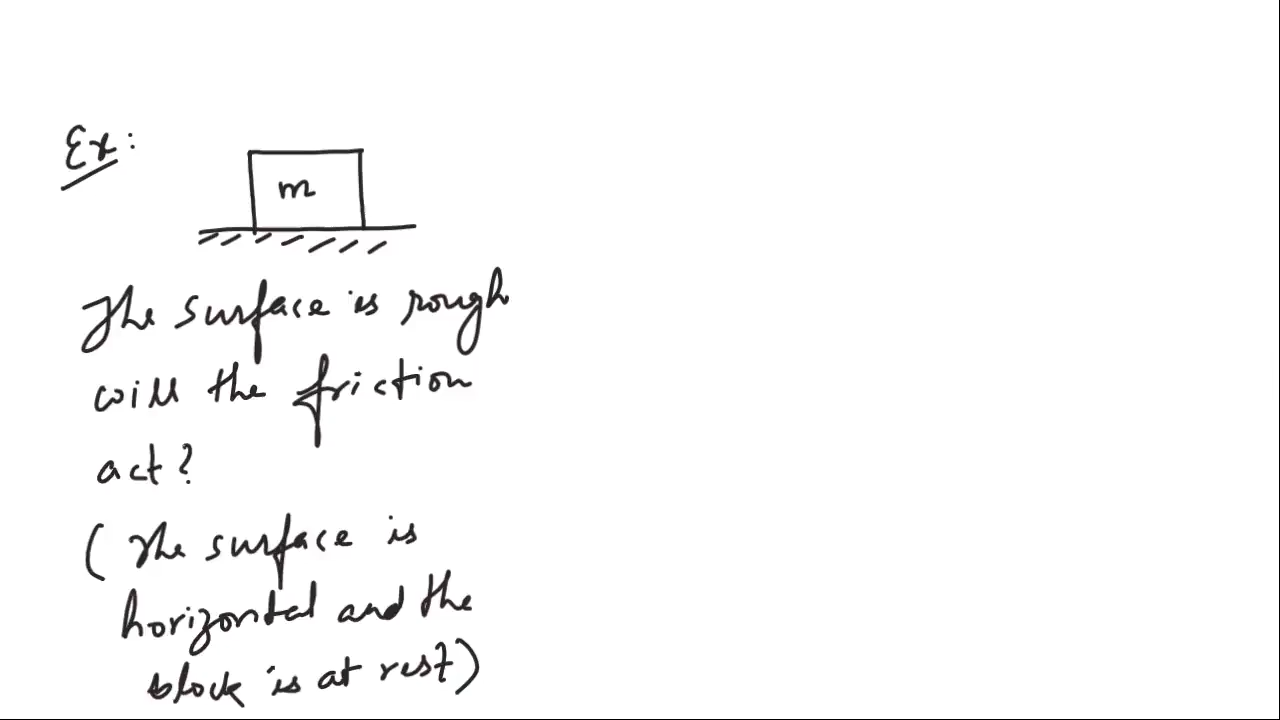 Ex:
m
The surface is rough
will the friction
act?
(The surface is
horizontal and the
block is at rest)